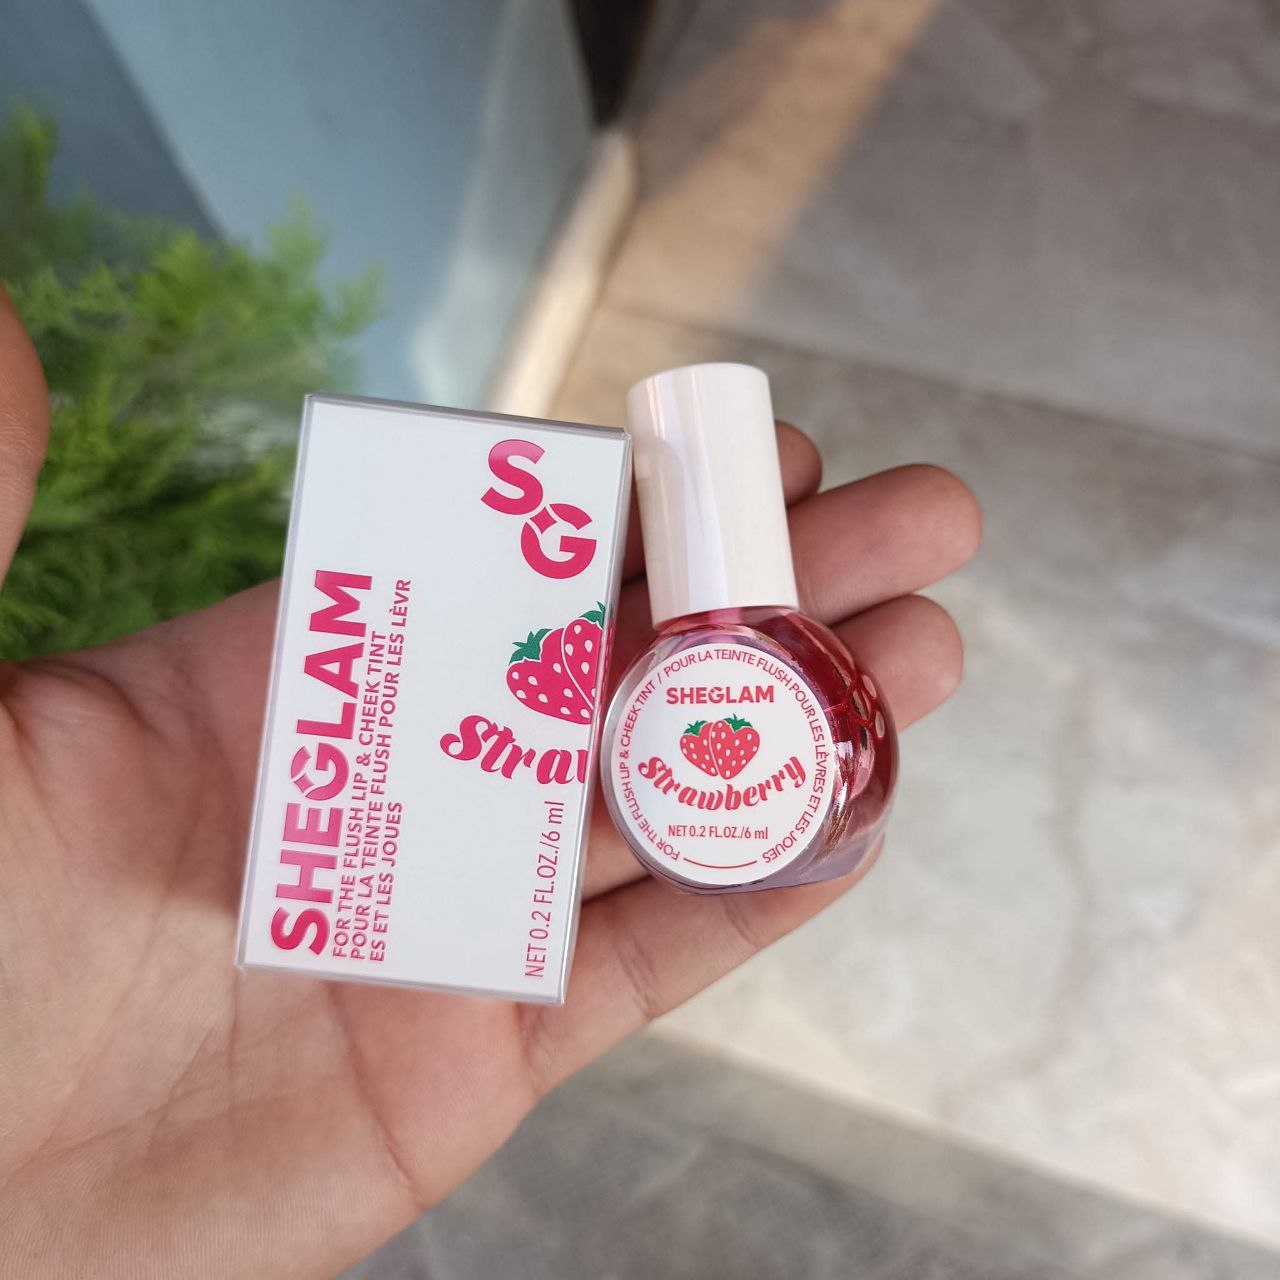 SG
Straw
SHEGLAM
FOR THE FLUSH LIP & CHEEK TINT
POUR LA TEINTE FLUSH POUR LES LÈVR
ES ET LES JOUES
NET 0.2 FL.OZ./6 ml
FOR THE FLUSH LIP & CHEEK TINT / POUR LA TEINTE FLUSH POUR LES LÈVRES ET LES JOUES
SHEGLAM
Strawberry
NET 0.2 FL.OZ./6 ml